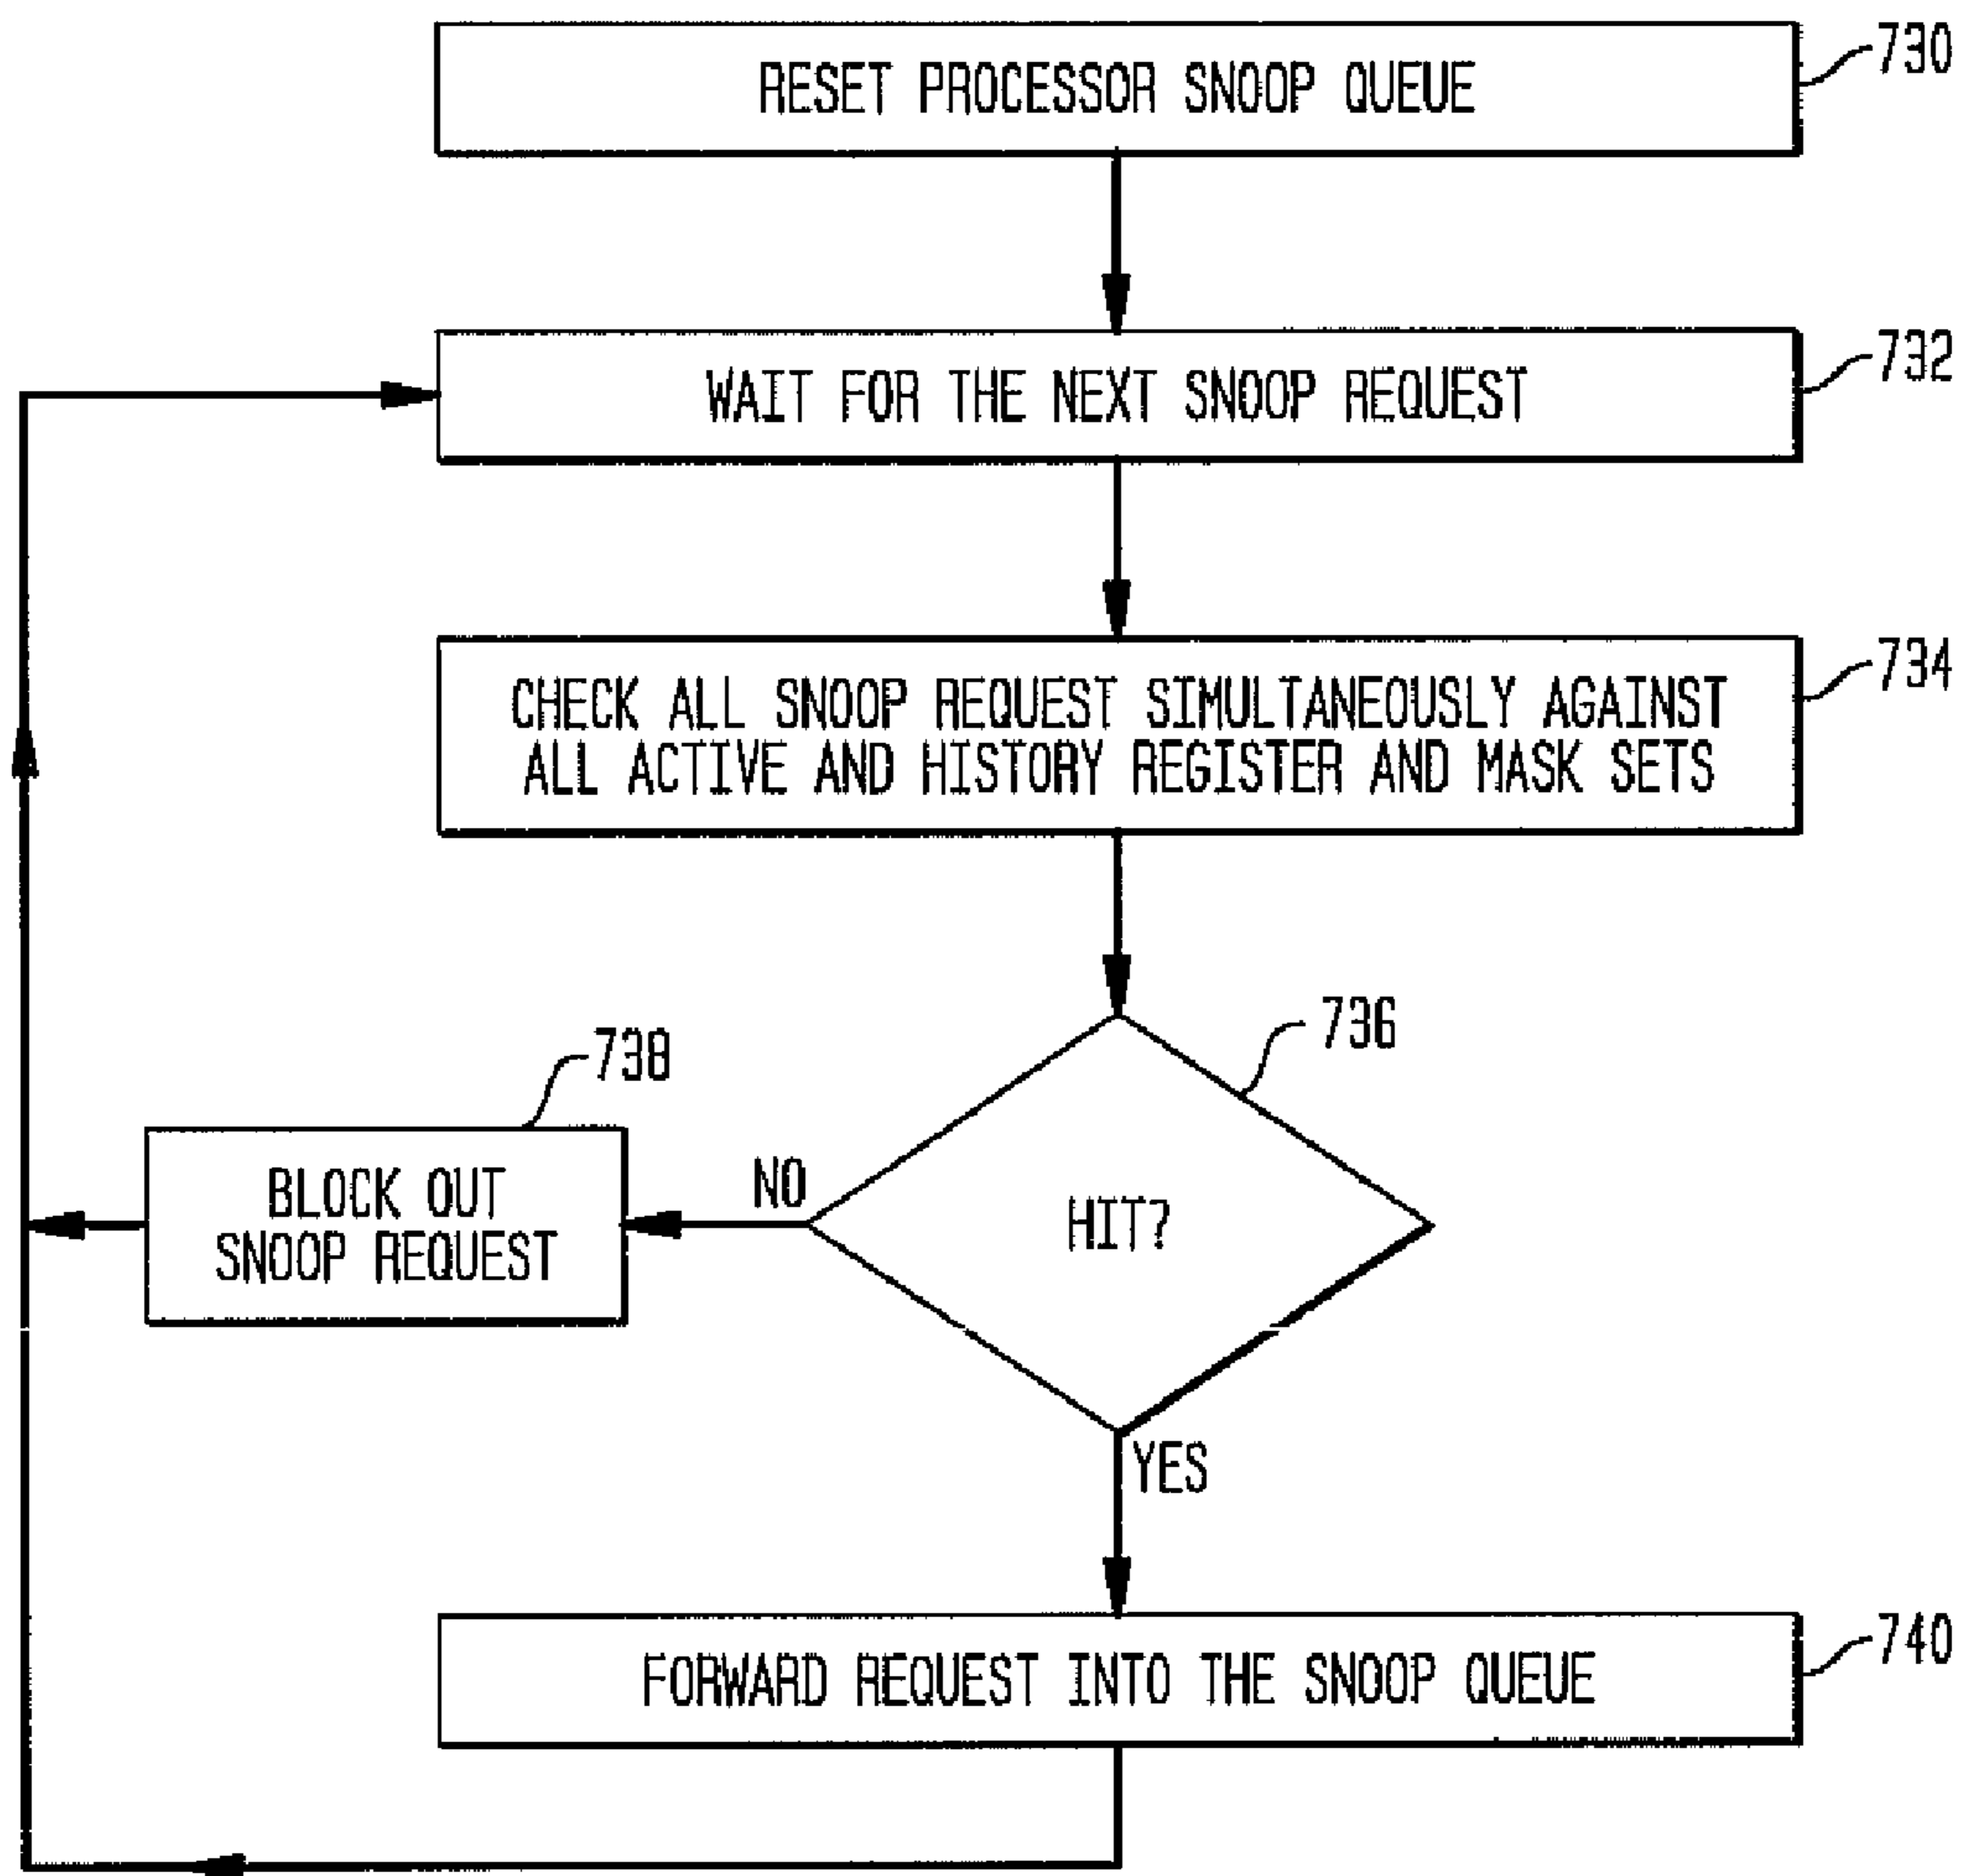 RESET PROCESSOR SNOOP QUEUE
730
WAIT FOR THE NEXT SNOOP REQUEST
732
CHECK ALL SNOOP REQUEST SIMULTANEOUSLY AGAINST
ALL ACTIVE AND HISTORY REGISTER AND MASK SETS
734
736
738
BLOCK OUT
SNOOP REQUEST
NO
HIT?
YES
FORWARD REQUEST INTO THE SNOOP QUEUE
740